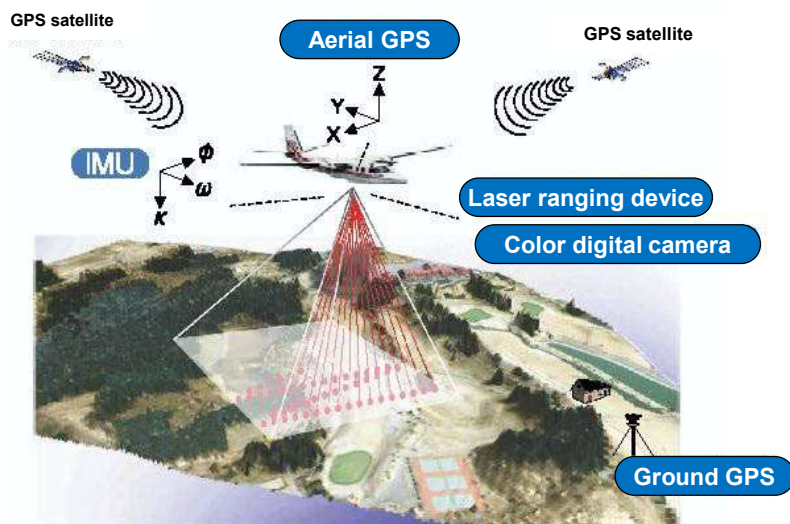 GPS satellite
Aerial GPS
GPS satellite
Z
Y
X
IMU
Φ
ω
κ
Laser ranging device
Color digital camera
Ground GPS